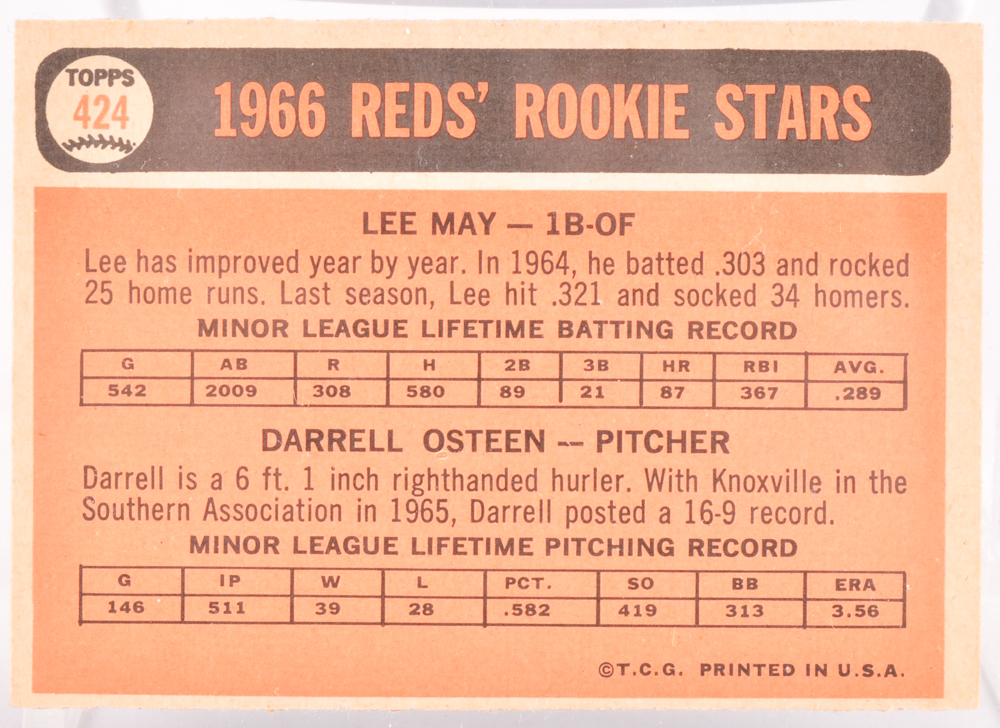 TOPPS
424
1966 REDS' ROOKIE STARS
LEE MAY — 1B-OF
Lee has improved year by year. In 1964, he batted .303 and rocked
25 home runs. Last season, Lee hit .321 and socked 34 homers.
MINOR LEAGUE LIFETIME BATTING RECORD
G AB R H 2B 3B HR RBI AVG.
542 2009 308 580 89 21 87 367 .289
DARRELL OSTEEN — PITCHER
Darrell is a 6 ft. 1 inch righthanded hurler. With Knoxville in the
Southern Association in 1965, Darrell posted a 16-9 record.
MINOR LEAGUE LIFETIME PITCHING RECORD
G IP W L PCT. SO BB ERA
146 511 39 28 .582 419 313 3.56
©T.C.G. PRINTED IN U.S.A.